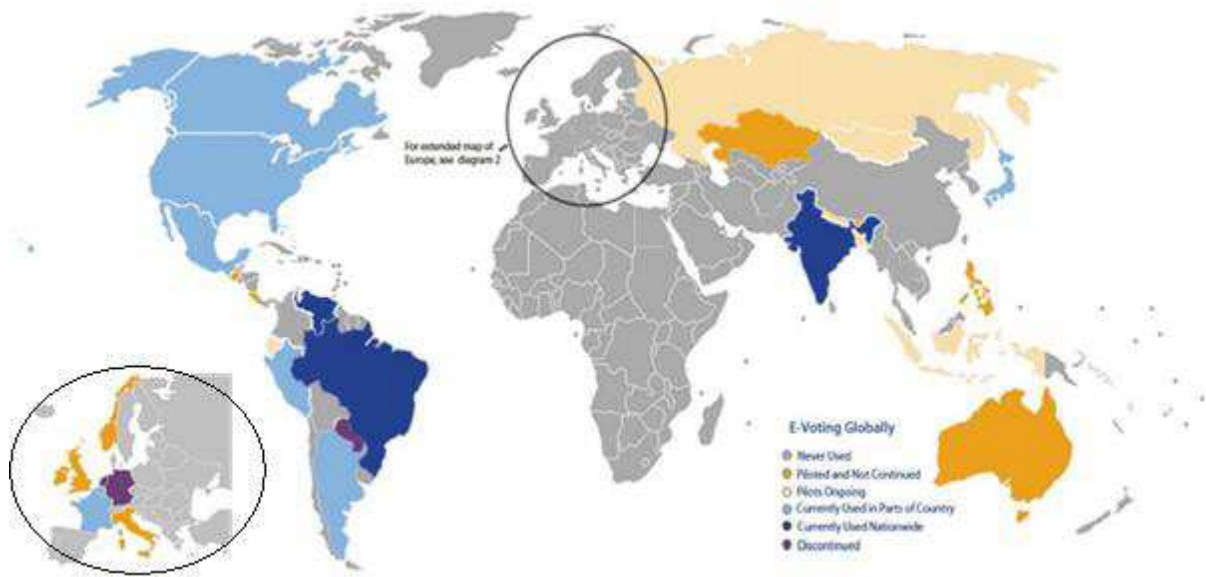 For extended map of
Europe, see diagram 2
E-Voting Globally
Never Used
Piloted and Not Continued
Pilots Ongoing
Currently Used in Parts of Country
Currently Used Nationwide
Discontinued